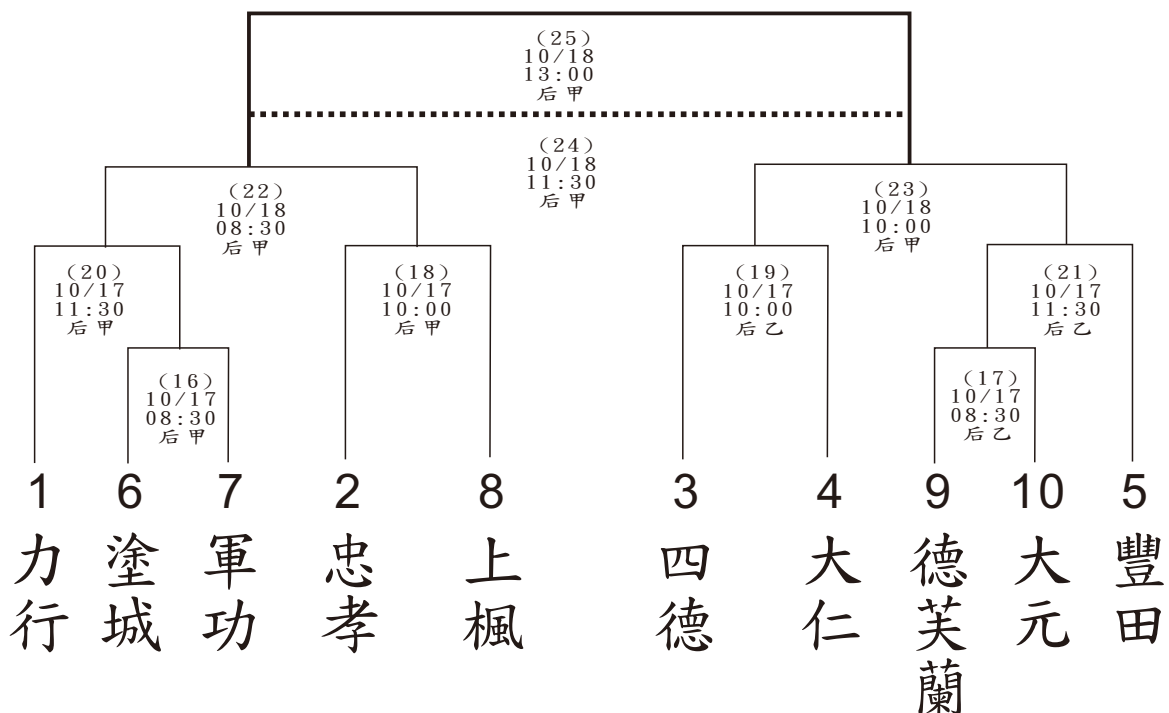 (25)
10/18
13:00
后甲
(24)
10/18
11:30
后甲
(22)
10/18
08:30
后甲
(23)
10/18
10:00
后甲
(20)
10/17
11:30
后甲
(18)
10/17
10:00
后甲
(19)
10/17
10:00
后乙
(21)
10/17
11:30
后乙
(16)
10/17
08:30
后甲
(17)
10/17
08:30
后乙
1 6 7 2 8 3 4 9 10 5
力行
塗城
軍功
忠孝
上楓
四德
大仁
德芙蘭
大元
豐田